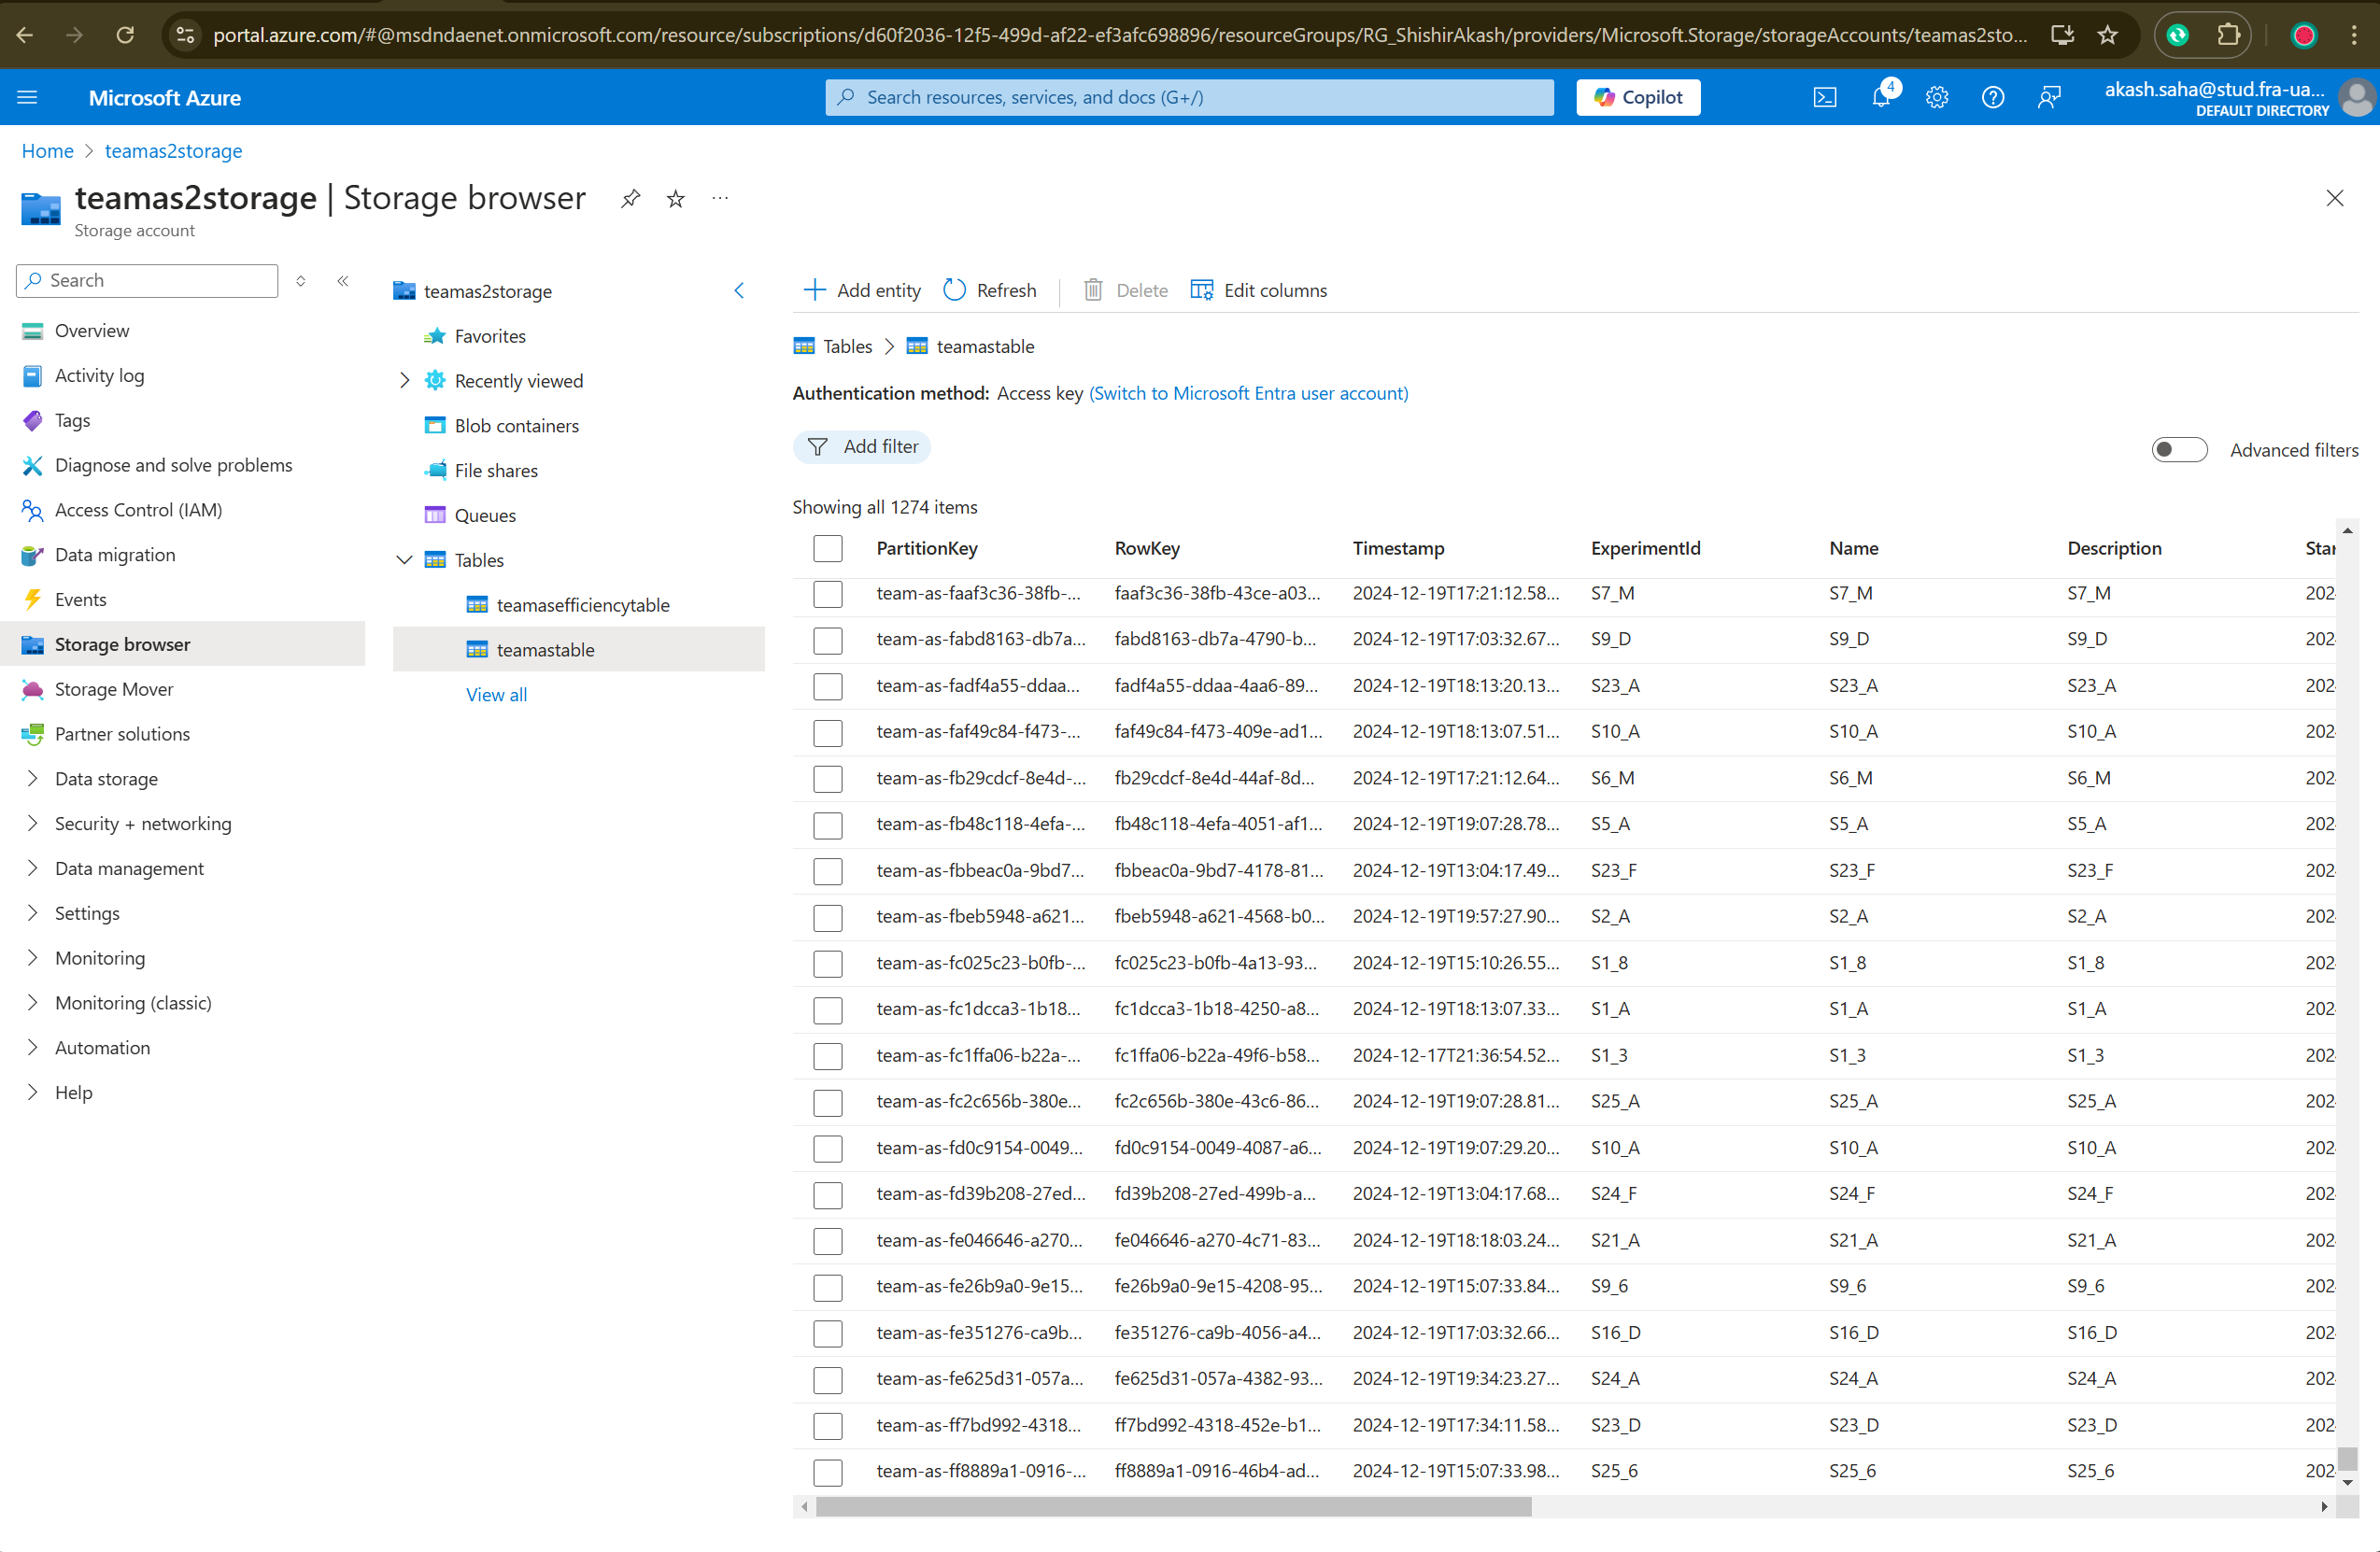 portal.azure.com/#@msdndaenet.onmicrosoft.com/resource/subscriptions/d60f2036-12f5-499d-af22-ef3afc698896/resourceGroups/RG_ShishirAkash/providers/Microsoft.Storage/storageAccounts/teamas2sto...
Microsoft Azure
Search resources, services, and docs (G+/)
Copilot
4
akash.saha@stud.fra-ua...
DEFAULT DIRECTORY
Home > teamas2storage
teamas2storage | Storage browser
Storage account
Search
Overview
Activity log
Tags
Diagnose and solve problems
Access Control (IAM)
Data migration
Events
Storage browser
Storage Mover
Partner solutions
Data storage
Security + networking
Data management
Settings
Monitoring
Monitoring (classic)
Automation
Help
teamas2storage
Favorites
Recently viewed
Blob containers
File shares
Queues
Tables
teamasefficiencytable
teamastable
View all
Add entity Refresh Delete Edit columns
Tables > teamastable
Authentication method: Access key (Switch to Microsoft Entra user account)
Add filter
Advanced filters
Showing all 1274 items
PartitionKey RowKey Timestamp ExperimentId Name Description Star
team-as-faaf3c36-38fb-... faaf3c36-38fb-43ce-a03... 2024-12-19T17:21:12.58... S7_M S7_M S7_M 202
team-as-fabd8163-db7a... fabd8163-db7a-4790-b... 2024-12-19T17:03:32.67... S9_D S9_D S9_D 202
team-as-fadf4a55-ddaa... fadf4a55-ddaa-4aa6-89... 2024-12-19T18:13:20.13... S23_A S23_A S23_A 202
team-as-faf49c84-f473-... faf49c84-f473-409e-ad1... 2024-12-19T18:13:07.51... S10_A S10_A S10_A 202
team-as-fb29cdcf-8e4d-... fb29cdcf-8e4d-44af-8d... 2024-12-19T17:21:12.64... S6_M S6_M S6_M 202
team-as-fb48c118-4efa-... fb48c118-4efa-4051-af1... 2024-12-19T19:07:28.78... S5_A S5_A S5_A 202
team-as-fbbeac0a-9bd7... fbbeac0a-9bd7-4178-81... 2024-12-19T13:04:17.49... S23_F S23_F S23_F 202
team-as-fbeb5948-a621... fbeb5948-a621-4568-b0... 2024-12-19T19:57:27.90... S2_A S2_A S2_A 202
team-as-fc025c23-b0fb-... fc025c23-b0fb-4a13-93... 2024-12-19T15:10:26.55... S1_8 S1_8 S1_8 202
team-as-fc1dcca3-1b18... fc1dcca3-1b18-4250-a8... 2024-12-19T18:13:07.33... S1_A S1_A S1_A 202
team-as-fc1ffa06-b22a-... fc1ffa06-b22a-49f6-b58... 2024-12-17T21:36:54.52... S1_3 S1_3 S1_3 202
team-as-fc2c656b-380e... fc2c656b-380e-43c6-86... 2024-12-19T19:07:28.81... S25_A S25_A S25_A 202
team-as-fd0c9154-0049... fd0c9154-0049-4087-a6... 2024-12-19T19:07:29.20... S10_A S10_A S10_A 202
team-as-fd39b208-27ed... fd39b208-27ed-499b-a... 2024-12-19T13:04:17.68... S24_F S24_F S24_F 202
team-as-fe046646-a270... fe046646-a270-4c71-83... 2024-12-19T18:18:03.24... S21_A S21_A S21_A 202
team-as-fe26b9a0-9e15... fe26b9a0-9e15-4208-95... 2024-12-19T15:07:33.84... S9_6 S9_6 S9_6 202
team-as-fe351276-ca9b... fe351276-ca9b-4056-a4... 2024-12-19T17:03:32.66... S16_D S16_D S16_D 202
team-as-fe625d31-057a... fe625d31-057a-4382-93... 2024-12-19T19:34:23.27... S24_A S24_A S24_A 202
team-as-ff7bd992-4318... ff7bd992-4318-452e-b1... 2024-12-19T17:34:11.58... S23_D S23_D S23_D 202
team-as-ff8889a1-0916-... ff8889a1-0916-46b4-ad... 2024-12-19T15:07:33.98... S25_6 S25_6 S25_6 202